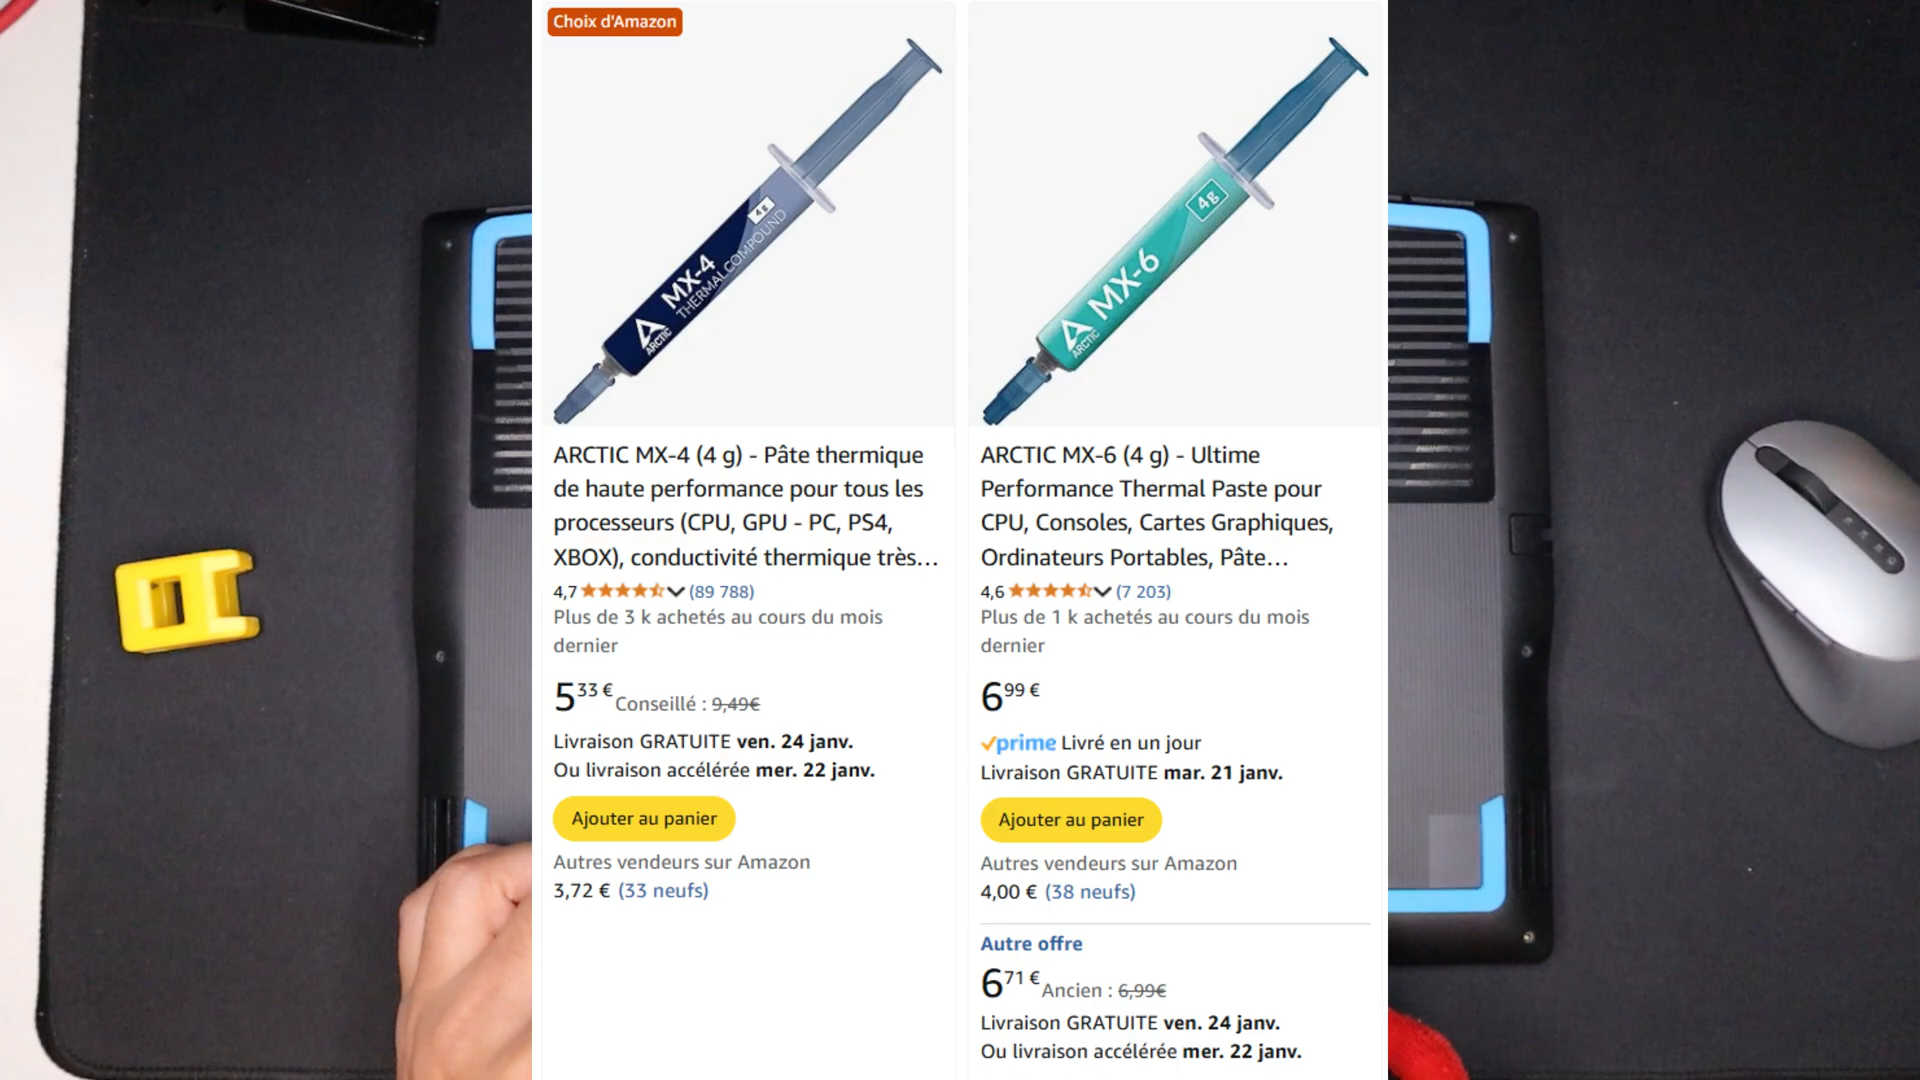 Choix d'Amazon
4g
MX-4
THERMAL COMPOUND
ARCTIC
ARCTIC MX-4 (4 g) - Pâte thermique
de haute performance pour tous les
processeurs (CPU, GPU - PC, PS4,
XBOX), conductivité thermique très…
4,7 (89 788)
Plus de 3 k achetés au cours du mois
dernier
5 33 € Conseillé : 9,49€
Livraison GRATUITE ven. 24 janv.
Ou livraison accélérée mer. 22 janv.
Ajouter au panier
Autres vendeurs sur Amazon
3,72 € (33 neufs)
4g
MX-6
ARCTIC
ARCTIC MX-6 (4 g) - Ultime
Performance Thermal Paste pour
CPU, Consoles, Cartes Graphiques,
Ordinateurs Portables, Pâte…
4,6 (7 203)
Plus de 1 k achetés au cours du mois
dernier
6 99 €
prime Livré en un jour
Livraison GRATUITE mar. 21 janv.
Ajouter au panier
Autres vendeurs sur Amazon
4,00 € (38 neufs)
Autre offre
6 71 € Ancien : 6,99€
Livraison GRATUITE ven. 24 janv.
Ou livraison accélérée mer. 22 janv.